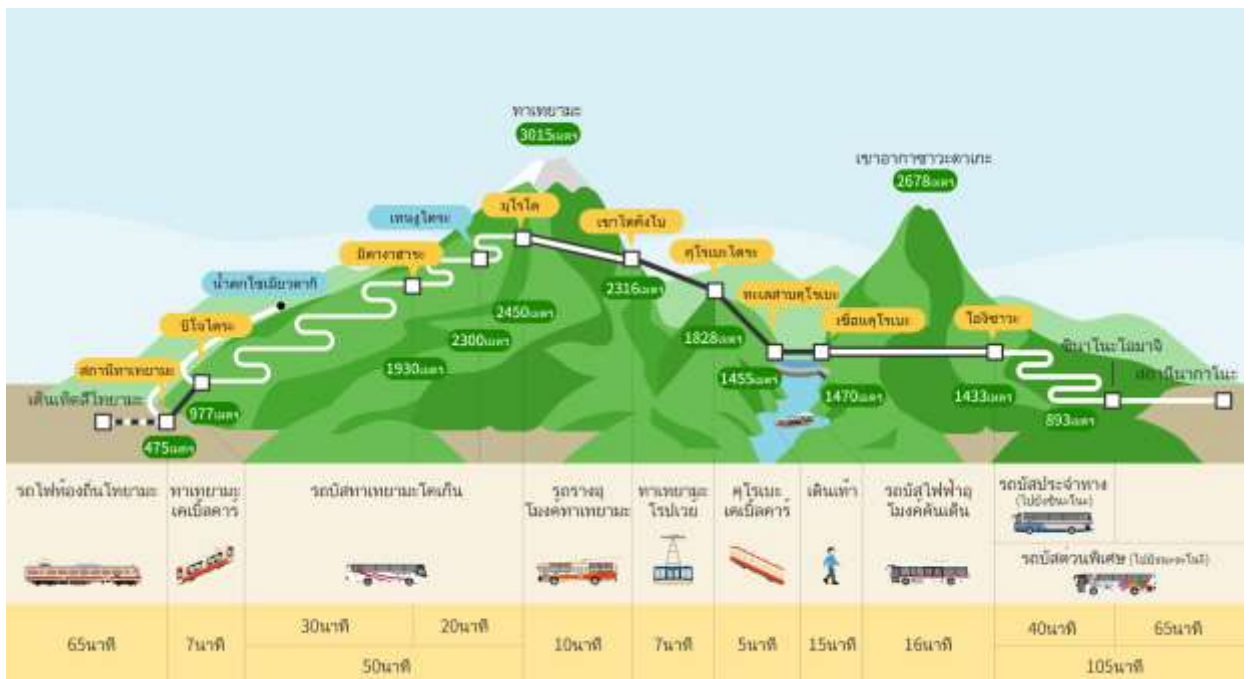 ทาเทยามะ
3015เมตร
เขาอากาซาวะดาเกะ
2678เมตร
เทนงูไดระ
มุโรโด
เขาไดคังโบ
มิดางาฮาระ
คุโรเบะไดระ
น้ำตกโชเมียวดากิ
ทะเลสาบคุโรเบะ
เขื่อนคุโรเบะ
โอกิซาวะ
บิโจไดระ
2316เมตร
2450เมตร
2300เมตร
1828เมตร
1930เมตร
1455เมตร
1470เมตร
1433เมตร
893เมตร
ชินาโนะโอมาจิ
สถานีนากาโนะ
สถานีทาเทยามะ
977เมตร
475เมตร
รถไฟท้องถิ่นโทยามะ
ทาเทยามะ
เคเบิ้ลคาร์
รถบัสทาเทยามะโคเก็น
รถรางอุ
โมงค์ทาเทยามะ
ทาเทยามะ
โรปเวย์
คุโรเบะ
เคเบิ้ลคาร์
เดินเท้า
รถบัสไฟฟ้าอุ
โมงค์คันเด็น
รถบัสประจำทาง
รถบัสด่วนพิเศษ
65นาที
7นาที
30นาที
20นาที
50นาที
10นาที
7นาที
5นาที
15นาที
16นาที
40นาที
65นาที
105นาที